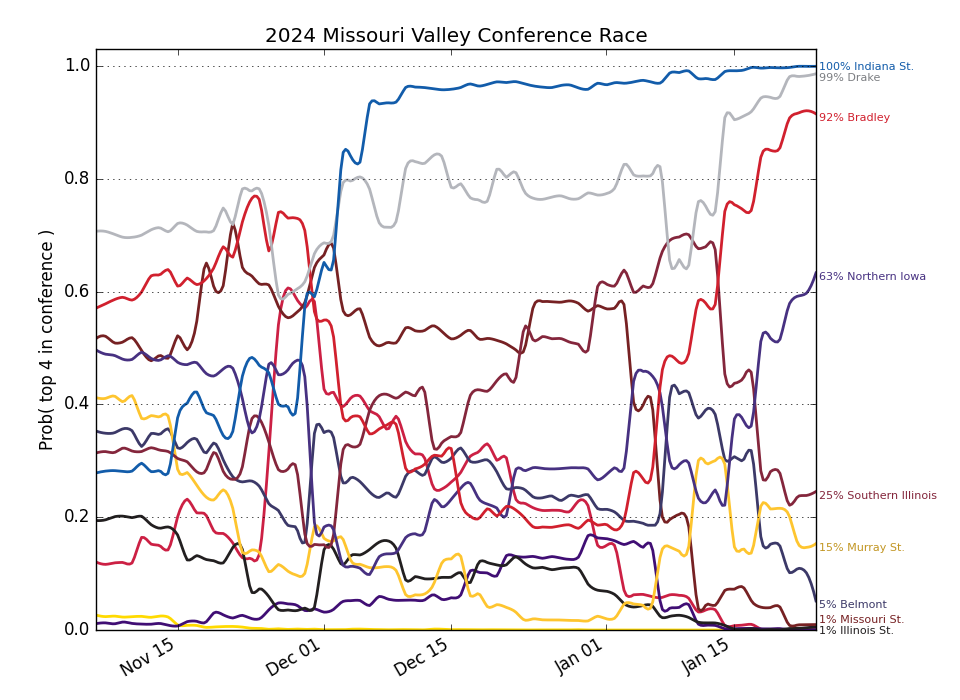 2024 Missouri Valley Conference Race
Prob( top 4 in conference )
1.0
0.8
0.6
0.4
0.2
0.0
Nov 15
Dec 01
Dec 15
Jan 01
Jan 15
100% Indiana St.
99% Drake
92% Bradley
63% Northern Iowa
25% Southern Illinois
15% Murray St.
5% Belmont
1% Missouri St.
1% Illinois St.